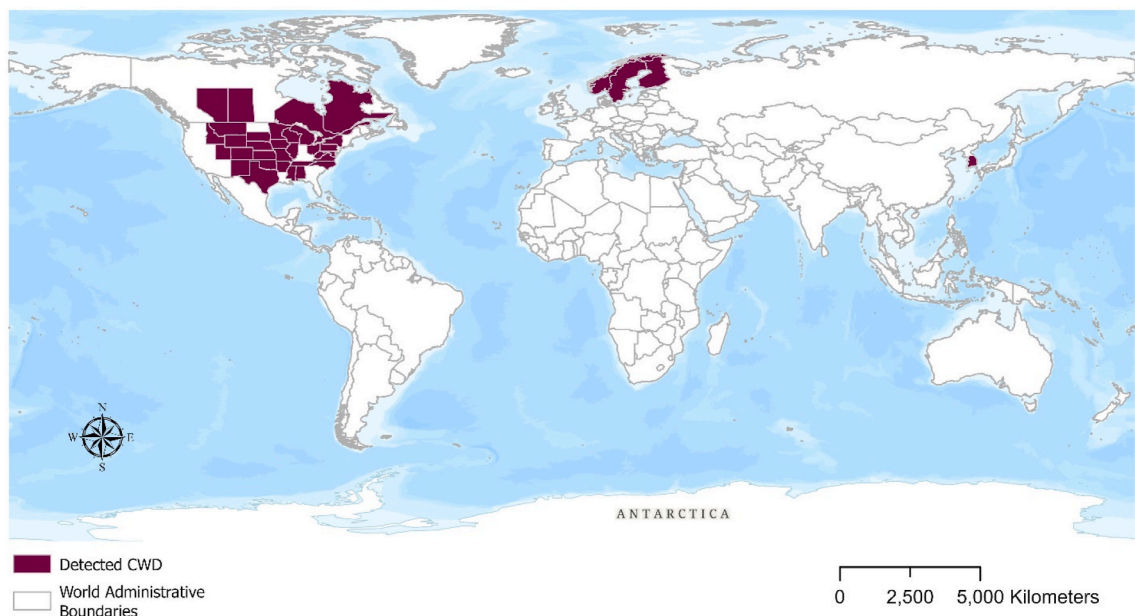 N
W E
S
ANTARCTICA
Detected CWD
World Administrative
Boundaries
0 2,500 5,000 Kilometers